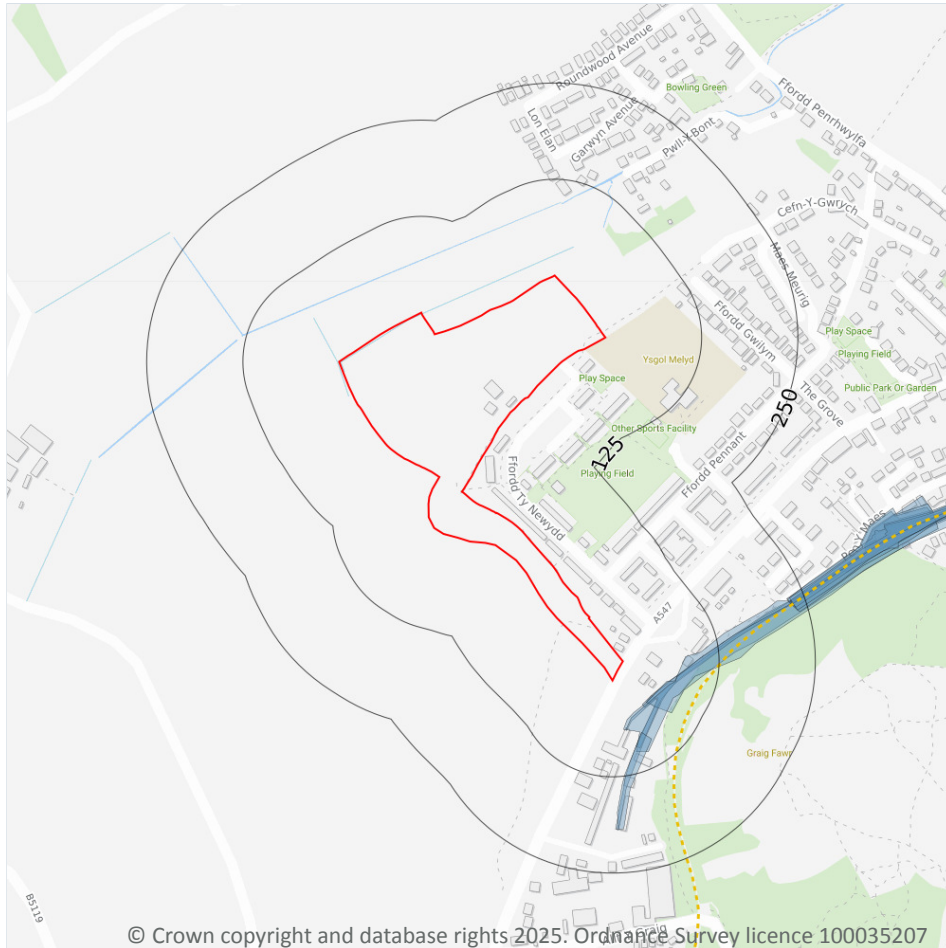 Roundwood Avenue
Bowling Green
Ffordd Penrhwylfa
Lon Elan
Garwyn Avenue
Pwll-Y-Bont
Cefn-Y-Gwrych
Maes Meurig
Ffordd Gwilym
Play Space
Playing Field
Ysgol Melyd
Play Space
Public Park Or Garden
The Grove
250
Other Sports Facility
125
Playing Field
Ffordd Pennant
Ffordd Ty Newydd
Pen Y Maes
A547
Graig Fawr
B5119
© Crown copyright and database rights 2025. Ordnance Survey licence 100035207